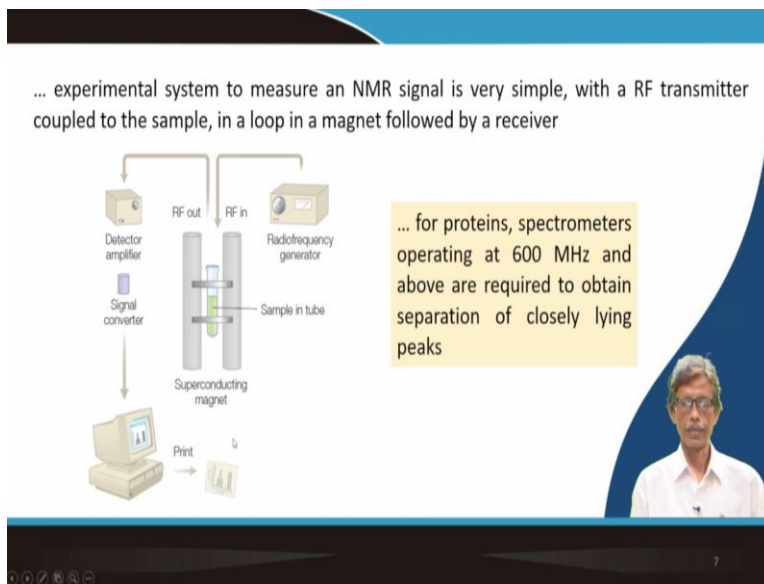 ... experimental system to measure an NMR signal is very simple, with a RF transmitter
coupled to the sample, in a loop in a magnet followed by a receiver
RF out
RF in
Detector
amplifier
Radiofrequency
generator
Signal
converter
Sample in tube
Superconducting
magnet
Print
... for proteins, spectrometers
operating at 600 MHz and
above are required to obtain
separation of closely lying
peaks
7